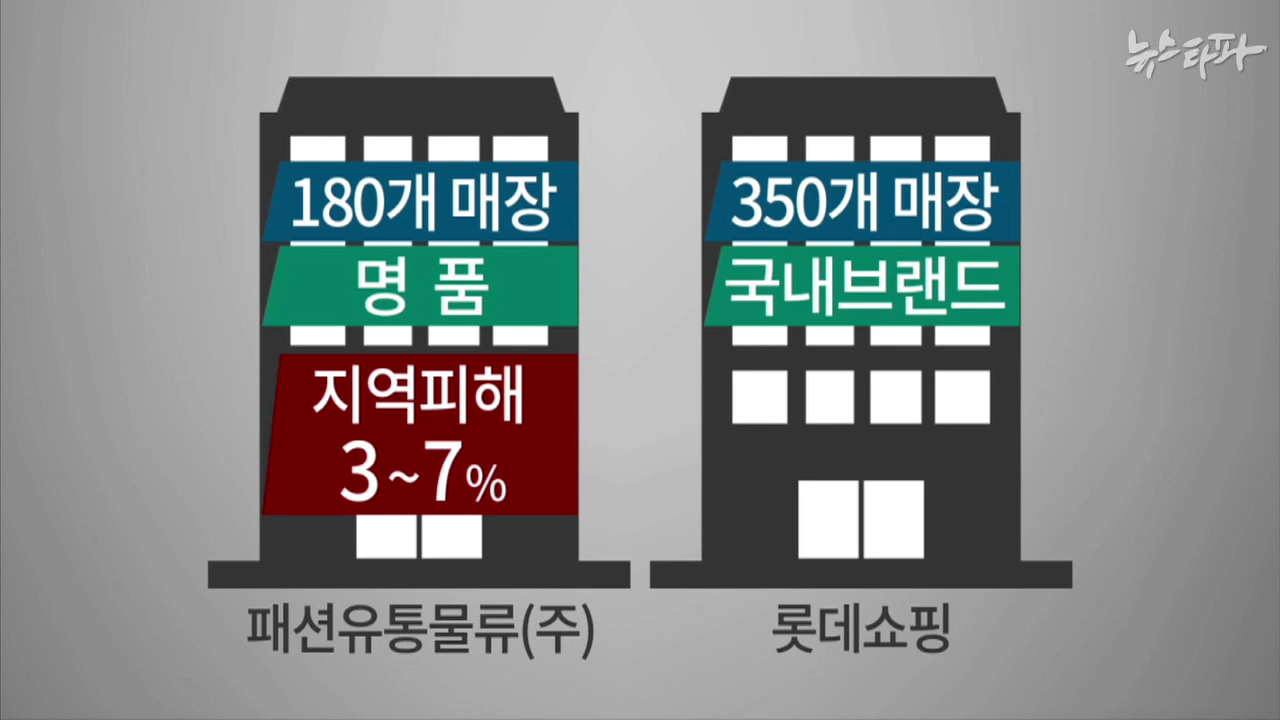 뉴스타파
180개 매장
명 품
지역피해
3~7%
패션유통물류(주)
350개 매장
국내브랜드
롯데쇼핑